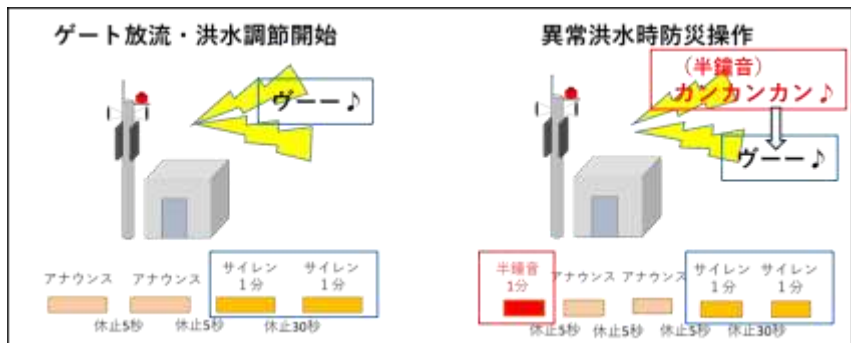 ゲート放流・洪水調節開始
ヴーー♪
アナウンス アナウンス サイレン 1分 サイレン 1分
休止5秒 休止5秒 休止30秒
異常洪水時防災操作
(半鐘音)
カンカンカン♪
ヴーー♪
半鐘音 1分 アナウンス アナウンス サイレン 1分 サイレン 1分
休止5秒 休止5秒 休止5秒 休止30秒